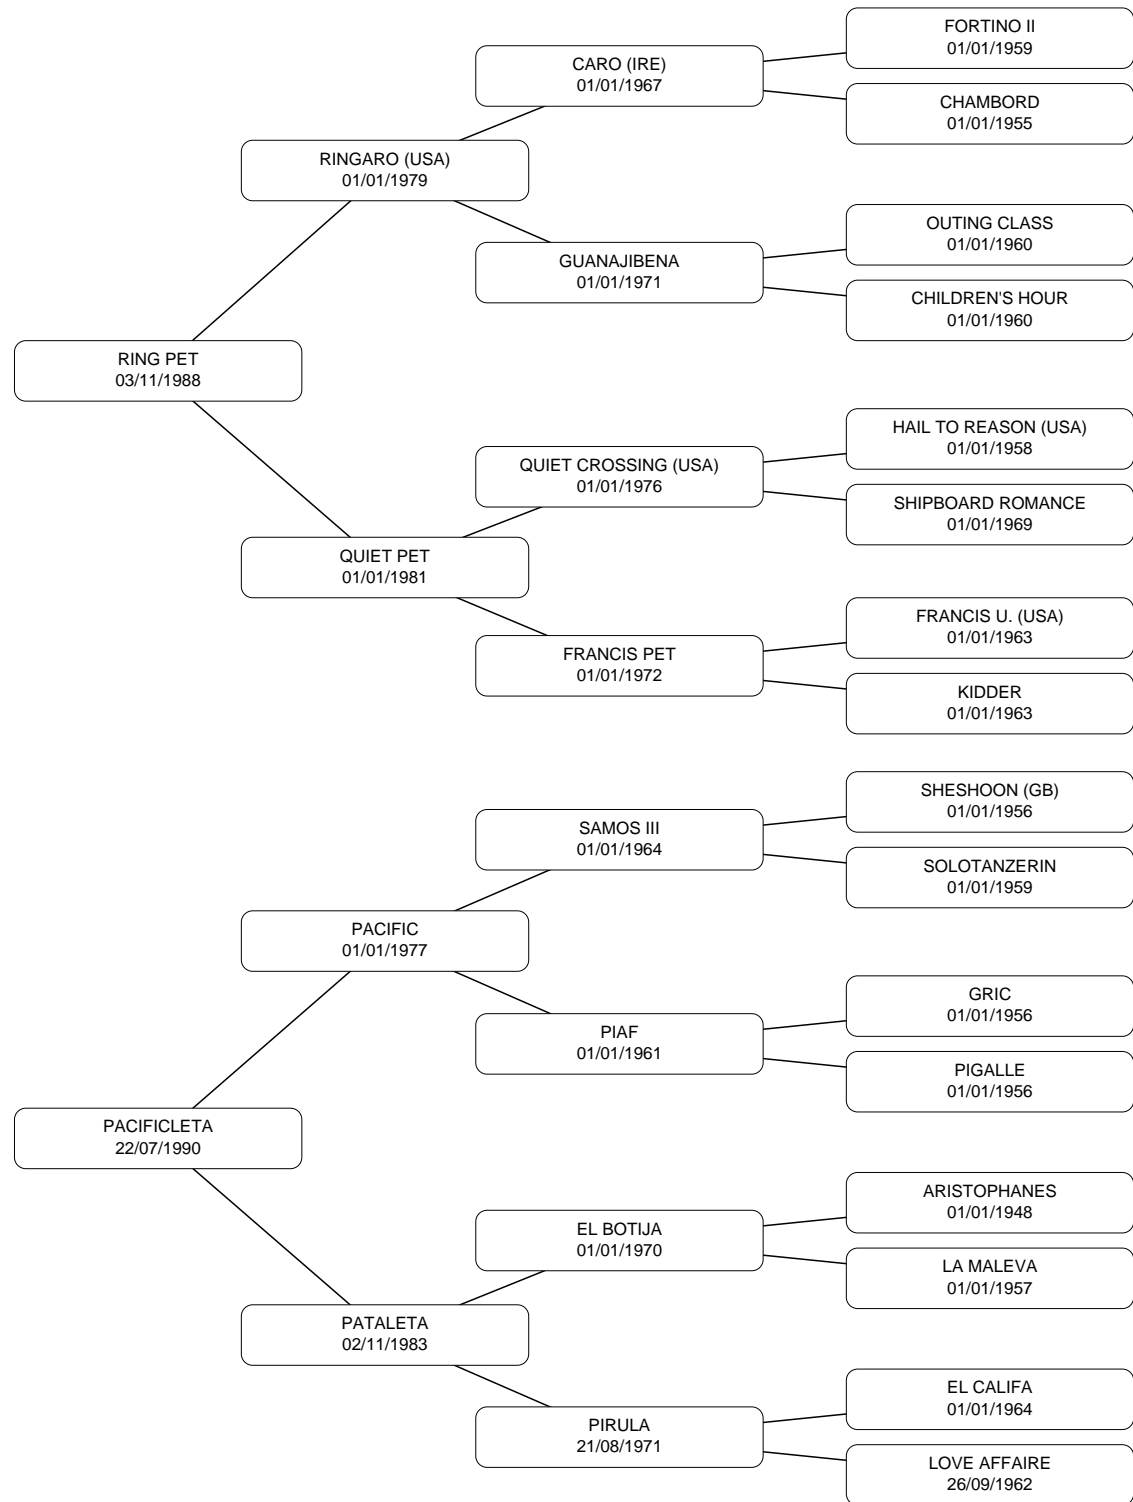 FORTINO II
01/01/1959
CARO (IRE)
01/01/1967
CHAMBORD
01/01/1955
RINGARO (USA)
01/01/1979
OUTING CLASS
01/01/1960
GUANAJIBENA
01/01/1971
CHILDREN'S HOUR
01/01/1960
RING PET
03/11/1988
HAIL TO REASON (USA)
01/01/1958
QUIET CROSSING (USA)
01/01/1976
SHIPBOARD ROMANCE
01/01/1969
QUIET PET
01/01/1981
FRANCIS U. (USA)
01/01/1963
FRANCIS PET
01/01/1972
KIDDER
01/01/1963
SHESHOON (GB)
01/01/1956
SAMOS III
01/01/1964
SOLOTANZERIN
01/01/1959
PACIFIC
01/01/1977
GRIC
01/01/1956
PIAF
01/01/1961
PIGALLE
01/01/1956
PACIFICLETA
22/07/1990
ARISTOPHANES
01/01/1948
EL BOTIJA
01/01/1970
LA MALEVA
01/01/1957
PATALETA
02/11/1983
EL CALIFA
01/01/1964
PIRULA
21/08/1971
LOVE AFFAIRE
26/09/1962